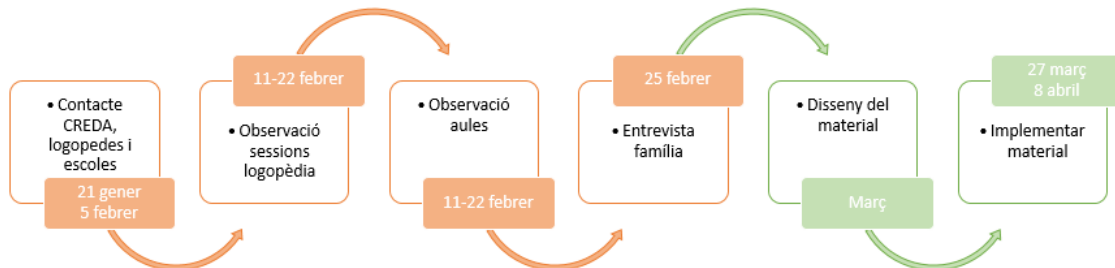 • Contacte
CREDA,
logopedes i
escoles
21 gener
5 febrer
11-22 febrer
• Observació
sessions
logopèdia
• Observació
aules
11-22 febrer
25 febrer
• Entrevista
família
• Disseny del
material
Març
27 març
8 abril
• Implementar
material